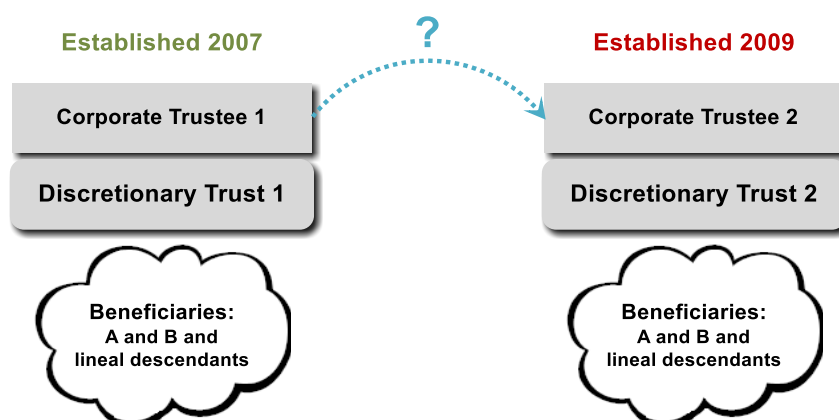 ?
Established 2007
Established 2009
Corporate Trustee 1
Corporate Trustee 2
Discretionary Trust 1
Discretionary Trust 2
Beneficiaries:
A and B and
lineal descendants
Beneficiaries:
A and B and
lineal descendants